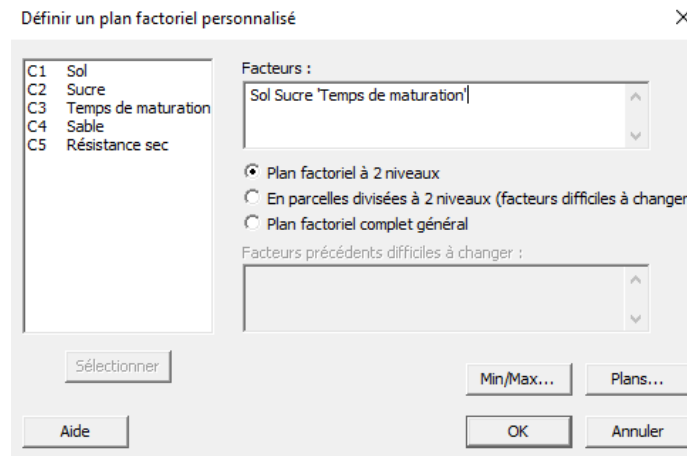 Définir un plan factoriel personnalisé
C1 Sol
C2 Sucre
C3 Temps de maturation
C4 Sable
C5 Résistance sec
Facteurs :
Sol Sucre 'Temps de maturation'
Plan factoriel à 2 niveaux
En parcelles divisées à 2 niveaux (facteurs difficiles à changer
Plan factoriel complet général
Facteurs précédents difficiles à changer :
Sélectionner
Min/Max...
Plans...
Aide
OK
Annuler